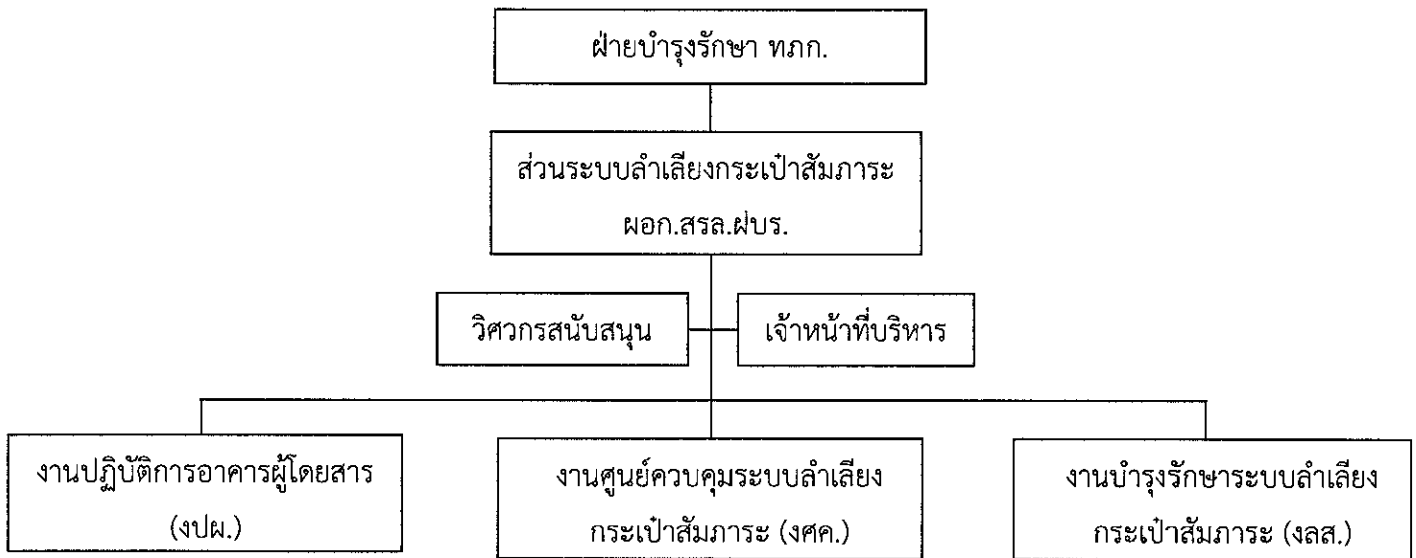 ฝ่ายบำรุงรักษา ทภก.
ส่วนระบบลำเลียงกระเป๋าสัมภาระ
ผอก.สรล.ฝบร.
วิศวกรสนับสนุน
เจ้าหน้าที่บริหาร
งานปฏิบัติการอาคารผู้โดยสาร
(งปผ.)
งานศูนย์ควบคุมระบบลำเลียง
กระเป๋าสัมภาระ (งศค.)
งานบำรุงรักษาระบบลำเลียง
กระเป๋าสัมภาระ (งลส.)